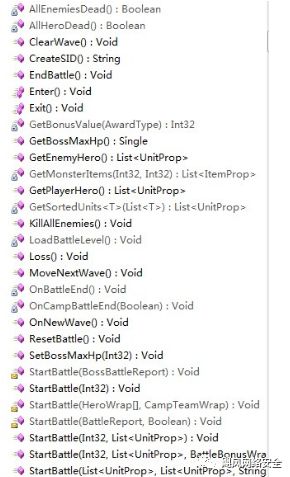 AllEnemiesDead() : Boolean
AllHeroDead() : Boolean
ClearWave() : Void
CreateSID() : String
EndBattle() : Void
Enter() : Void
Exit() : Void
GetBonusValue(AwardType) : Int32
GetBossMaxHp() : Single
GetEnemyHero() : List<UnitProp>
GetMonsterItems(Int32, Int32) : List<ItemProp>
GetPlayerHero() : List<UnitProp>
GetSortedUnits<T>(List<T>) : List<UnitProp>
KillAllEnemies() : Void
LoadBattleLevel() : Void
Loss() : Void
MoveNextWave() : Void
OnBattleEnd() : Void
OnCampBattleEnd(Boolean) : Void
OnNewWave() : Void
ResetBattle() : Void
SetBossMaxHp(Int32) : Void
StartBattle(BossBattleReport) : Void
StartBattle(Int32) : Void
StartBattle(HeroWrap[], CampTeamWrap) : Void
StartBattle(BattleReport, Boolean) : Void
StartBattle(Int32, List<UnitProp>) : Void
StartBattle(Int32, List<UnitProp>, BattleBonusWra
StartBattle(List<UnitProp>, List<UnitProp>, String
网络安全